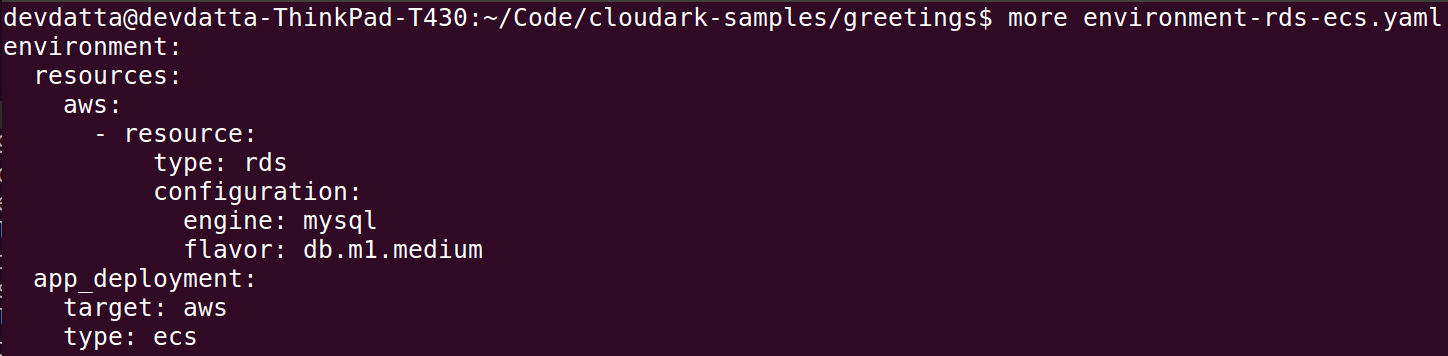 devdatta@devdatta-ThinkPad-T430:~/Code/cloudark-samples/greetings$ more environment-rds-ecs.yaml
environment:
  resources:
    aws:
      - resource:
          type: rds
          configuration:
            engine: mysql
            flavor: db.m1.medium
  app_deployment:
    target: aws
    type: ecs